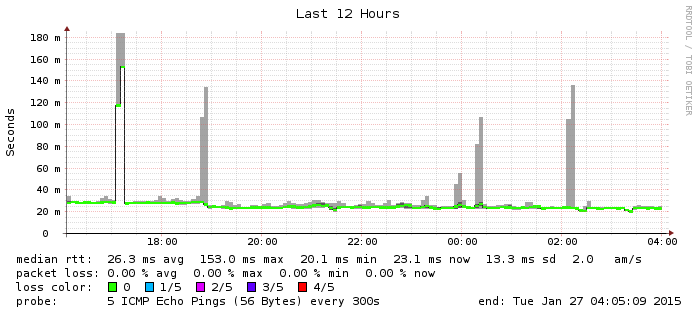 Last 12 Hours
RRDTOOL / TOBI OETIKER
Seconds
180 m
160 m
140 m
120 m
100 m
80 m
60 m
40 m
20 m
0
18:00 20:00 22:00 00:00 02:00 04:00
median rtt: 26.3 ms avg 153.0 ms max 20.1 ms min 23.1 ms now 13.3 ms sd 2.0 am/s
packet loss: 0.00 % avg 0.00 % max 0.00 % min 0.00 % now
loss color: 0 1/5 2/5 3/5 4/5
probe: 5 ICMP Echo Pings (56 Bytes) every 300s end: Tue Jan 27 04:05:09 2015